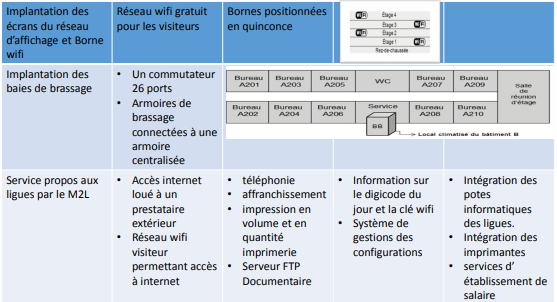 Implantation des
écrans du réseau
d'affichage et Borne
wifi
Réseau wifi gratuit
pour les visiteurs
Bornes positionnées
en quinconce
Etage 4
Etage 3
Etage 2
Etage 1
Rez-de-chaussée
Implantation des
baies de brassage
• Un commutateur
26 ports
• Armoires de
brassage
connectées à une
armoire
centralisée
Bureau
A201
Bureau
A203
Bureau
A205
WC
Bureau
A207
Bureau
A209
Salle
de
réunion
d'étage
Bureau
A202
Bureau
A204
Bureau
A206
Service
Bureau
A208
Bureau
A210
BB
Local climatisé du bâtiment B
Service propos aux
ligues par le M2L
• Accès internet
loué à un
prestataire
extérieur
• Réseau wifi
visiteur
permettant accès
à internet
• téléphonie
• affranchissement
• impression en
volume et en
quantité
imprimerie
• Serveur FTP
Documentaire
• Information sur
le digicode du
jour et la clé wifi
• Système de
gestions des
configurations
• Intégration des
potes
informatiques
des ligues.
• Intégration des
imprimantes
• services d'
établissement de
salaire